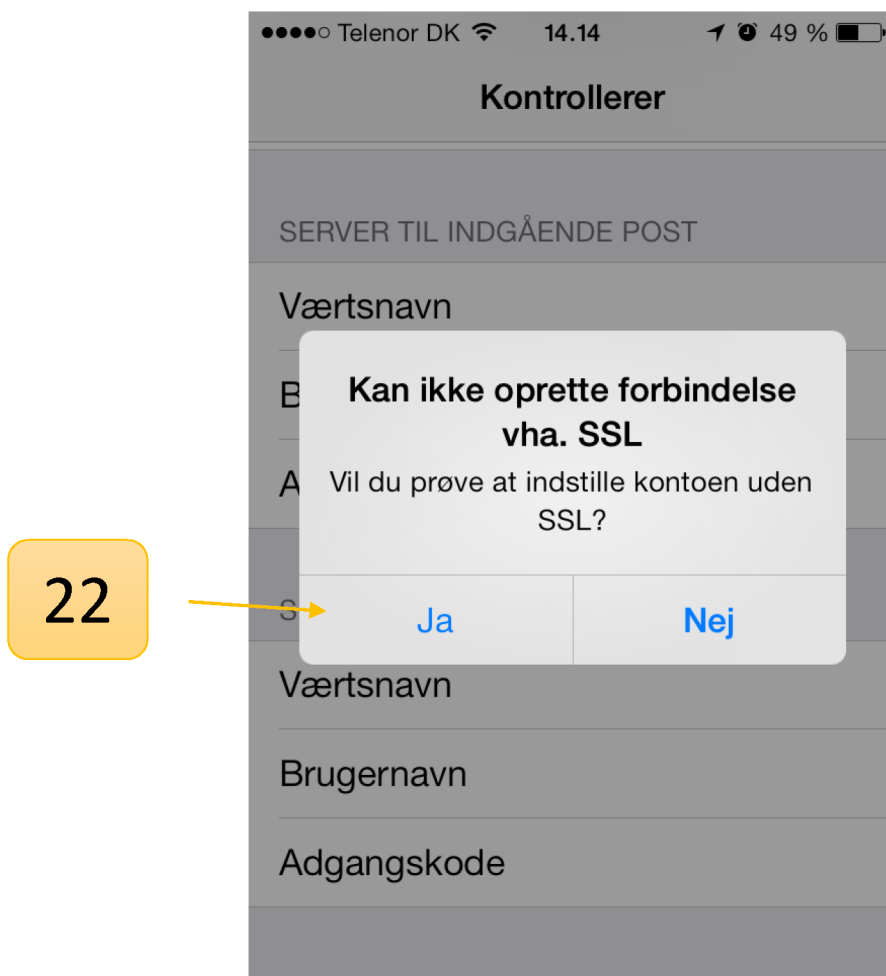 Telenor DK 14.14 49 %
Kontrollerer
SERVER TIL INDGÅENDE POST
Værtsnavn
B
Kan ikke oprette forbindelse
vha. SSL
A
Vil du prøve at indstille kontoen uden
SSL?
22
S
Ja Nej
Værtsnavn
Brugernavn
Adgangskode